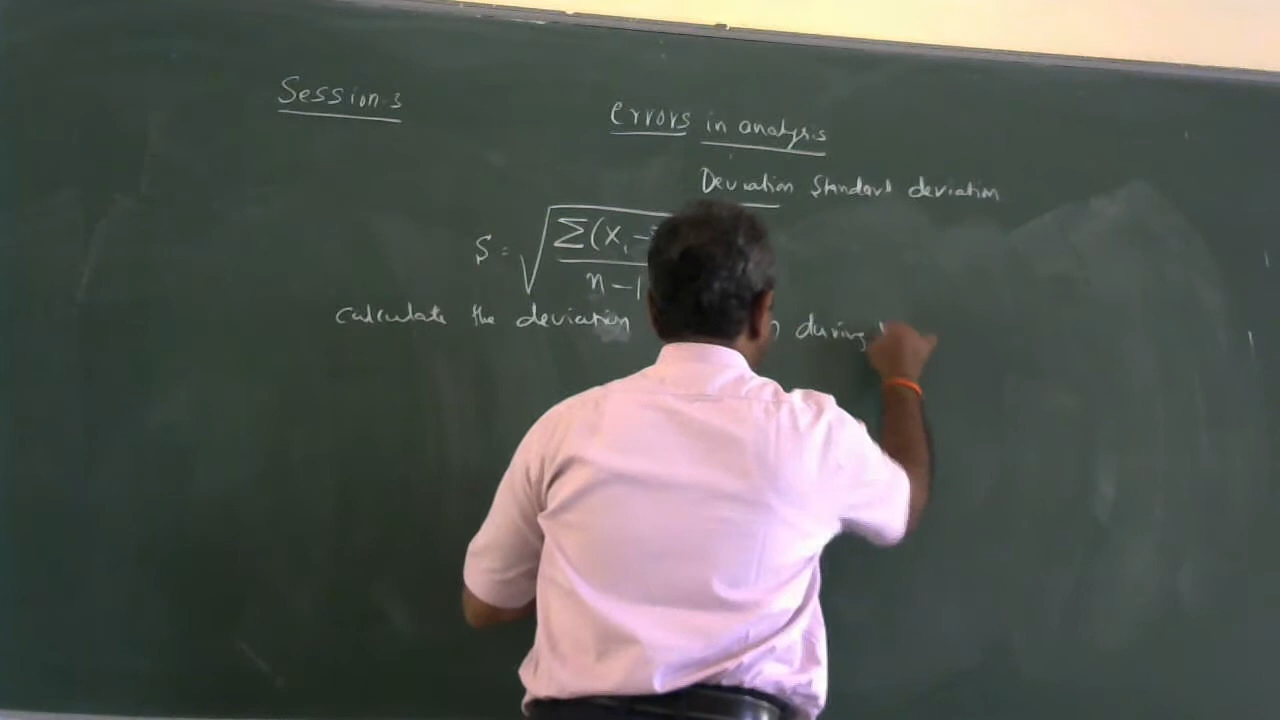 Session 3
Errors in analysis
Deviation Standard deviation
S = √ Σ(Xi - 
n - 1
Calculate the deviation during